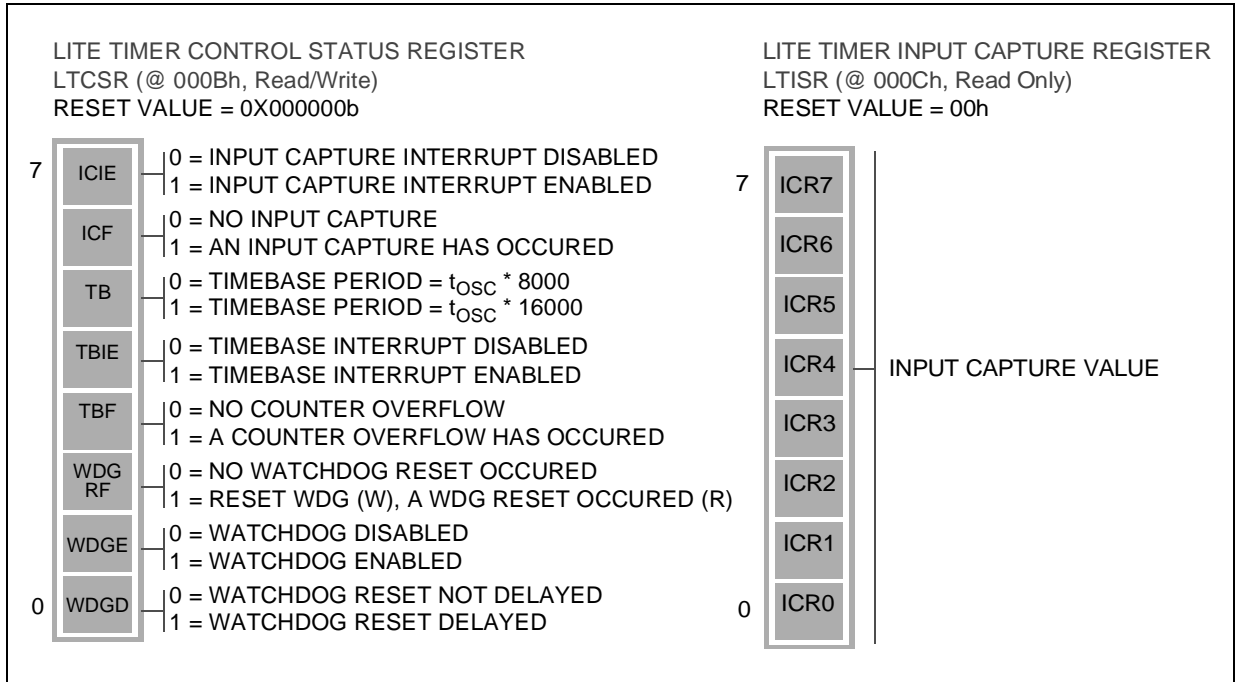 LITE TIMER CONTROL STATUS REGISTER
LTCSR (@ 000Bh, Read/Write)
RESET VALUE = 0X000000b
7
ICIE
0 = INPUT CAPTURE INTERRUPT DISABLED
1 = INPUT CAPTURE INTERRUPT ENABLED
ICF
0 = NO INPUT CAPTURE
1 = AN INPUT CAPTURE HAS OCCURED
TB
0 = TIMEBASE PERIOD = tOSC * 8000
1 = TIMEBASE PERIOD = tOSC * 16000
TBIE
0 = TIMEBASE INTERRUPT DISABLED
1 = TIMEBASE INTERRUPT ENABLED
TBF
0 = NO COUNTER OVERFLOW
1 = A COUNTER OVERFLOW HAS OCCURED
WDG
RF
0 = NO WATCHDOG RESET OCCURED
1 = RESET WDG (W), A WDG RESET OCCURED (R)
WDGE
0 = WATCHDOG DISABLED
1 = WATCHDOG ENABLED
0
WDGD
0 = WATCHDOG RESET NOT DELAYED
1 = WATCHDOG RESET DELAYED
LITE TIMER INPUT CAPTURE REGISTER
LTISR (@ 000Ch, Read Only)
RESET VALUE = 00h
7
ICR7
ICR6
ICR5
ICR4
INPUT CAPTURE VALUE
ICR3
ICR2
ICR1
0
ICR0